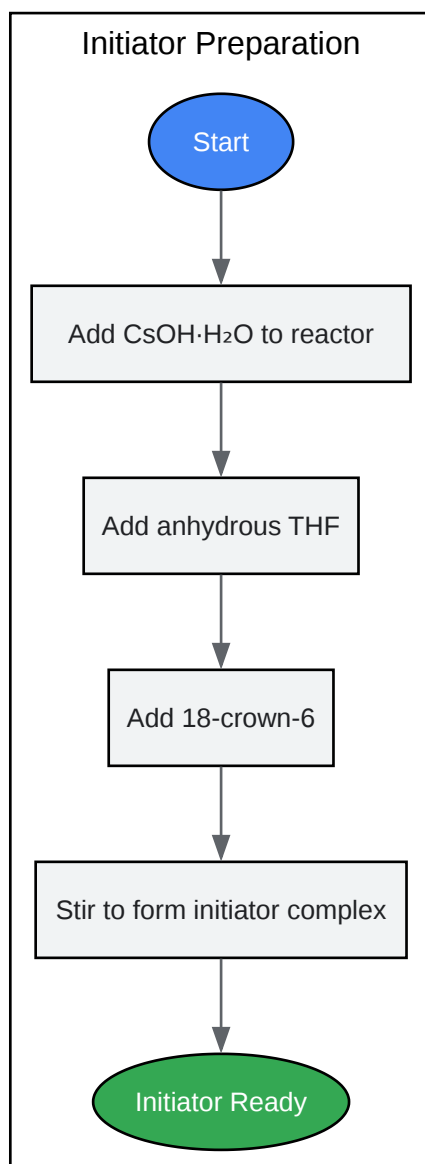 Initiator Preparation
Start
Add CsOH·H₂O to reactor
Add anhydrous THF
Add 18-crown-6
Stir to form initiator complex
Initiator Ready